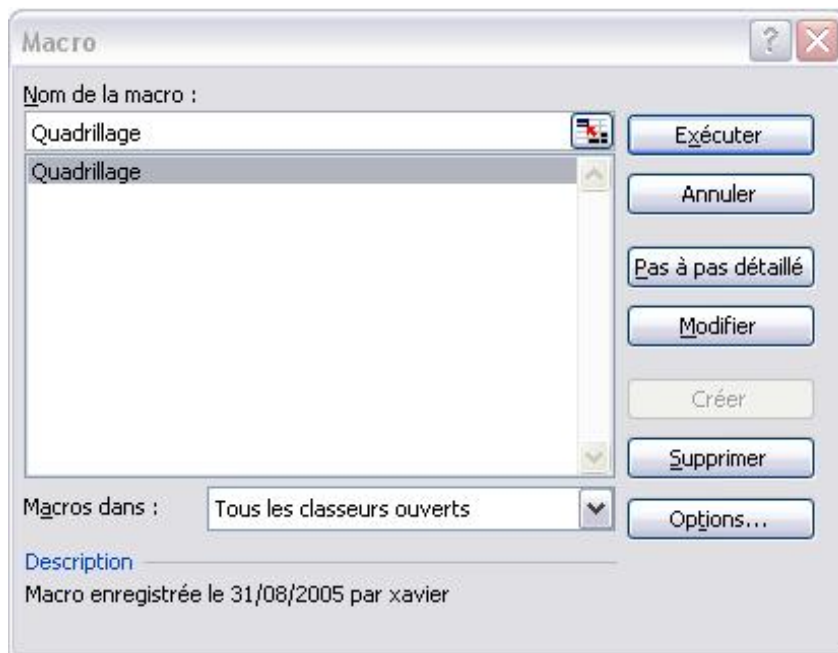 Macro
?
Nom de la macro :
Quadrillage
Quadrillage
Exécuter
Annuler
Pas à pas détaillé
Modifier
Créer
Supprimer
Macros dans :
Tous les classeurs ouverts
Options...
Description
Macro enregistrée le 31/08/2005 par xavier